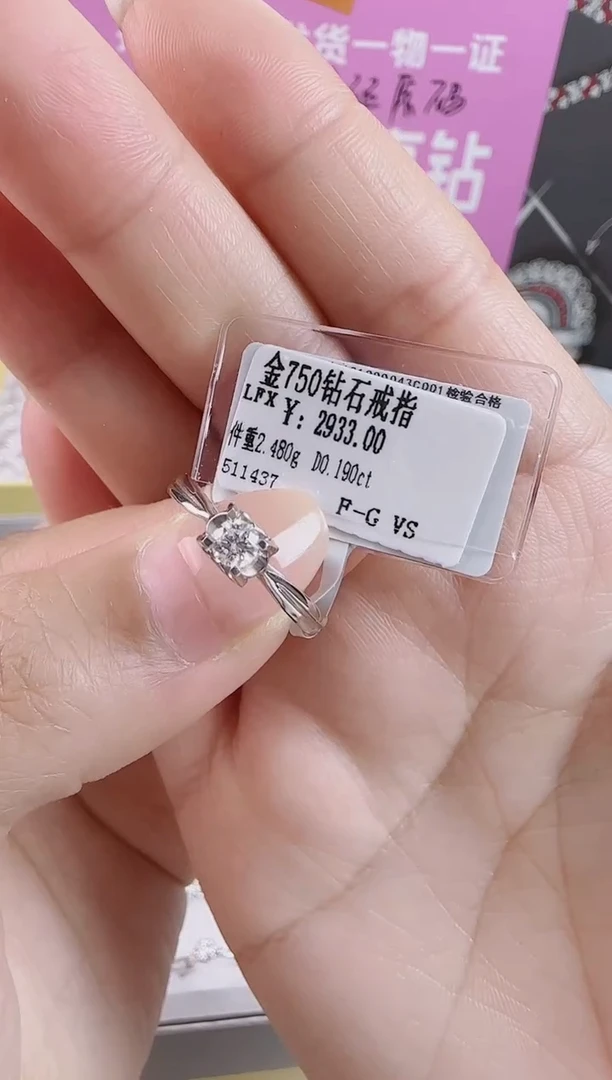 货一物一证
钻
检验合格
金750钻石戒指
LFX ¥: 2933.00
件重2.480g D0.190ct
511437
F-G VS